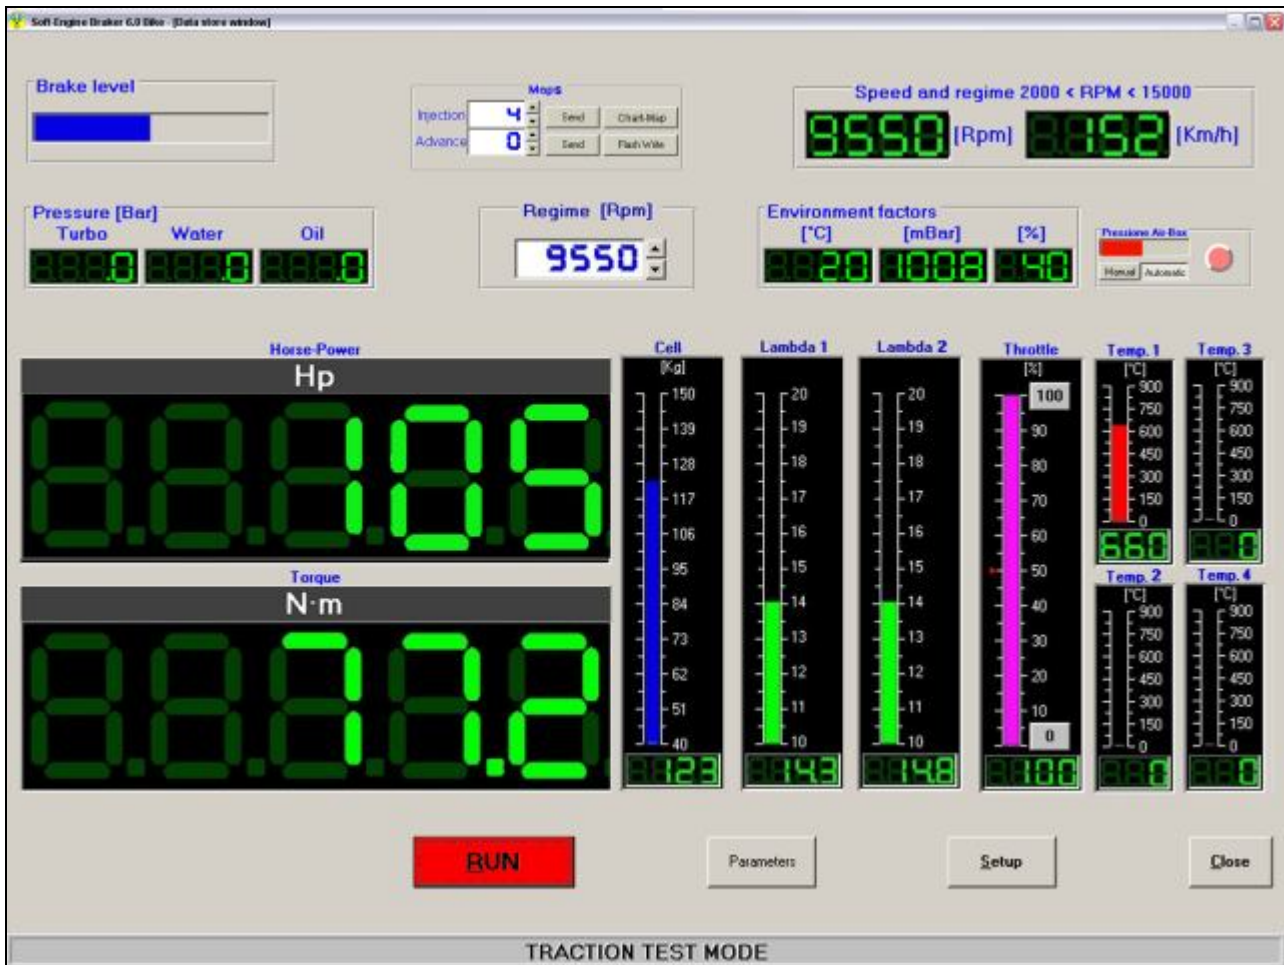 Soft-Engine Braker 6.0 Bike - [Data store window]
Brake level
Maps
Injection 4 Send Chart-Map
Advance 0 Send Flash Write
Speed and regime 2000 < RPM < 15000
9550 [Rpm] 152 [Km/h]
Pressure [Bar]
Turbo Water Oil
.0 .0 .0
Regime [Rpm]
9550
Environment factors
[°C] [mBar] [%]
20 1008 40
Pressione Air-Box
Manual Automatic
Horse-Power
Hp
105
Torque
N·m
77.2
Cell
[Kg]
150
139
128
117
106
95
84
73
62
51
40
123
Lambda 1
20
19
18
17
16
15
14
13
12
11
10
14.3
Lambda 2
20
19
18
17
16
15
14
13
12
11
10
14.8
Throttle
[%]
100
90
80
70
60
50
40
30
20
10
0
100
Temp. 1
[°C]
900
750
600
450
300
150
0
660
Temp. 3
[°C]
900
750
600
450
300
150
0
0
Temp. 2
[°C]
900
750
600
450
300
150
0
0
Temp. 4
[°C]
900
750
600
450
300
150
0
0
RUN
Parameters
Setup
Close
TRACTION TEST MODE